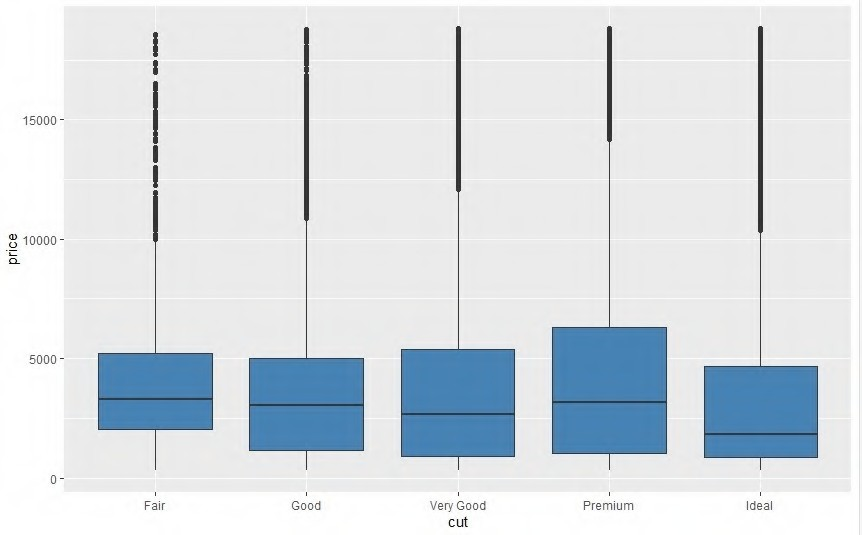 price
15000
10000
5000
0
Fair
Good
Very Good
Premium
Ideal
cut